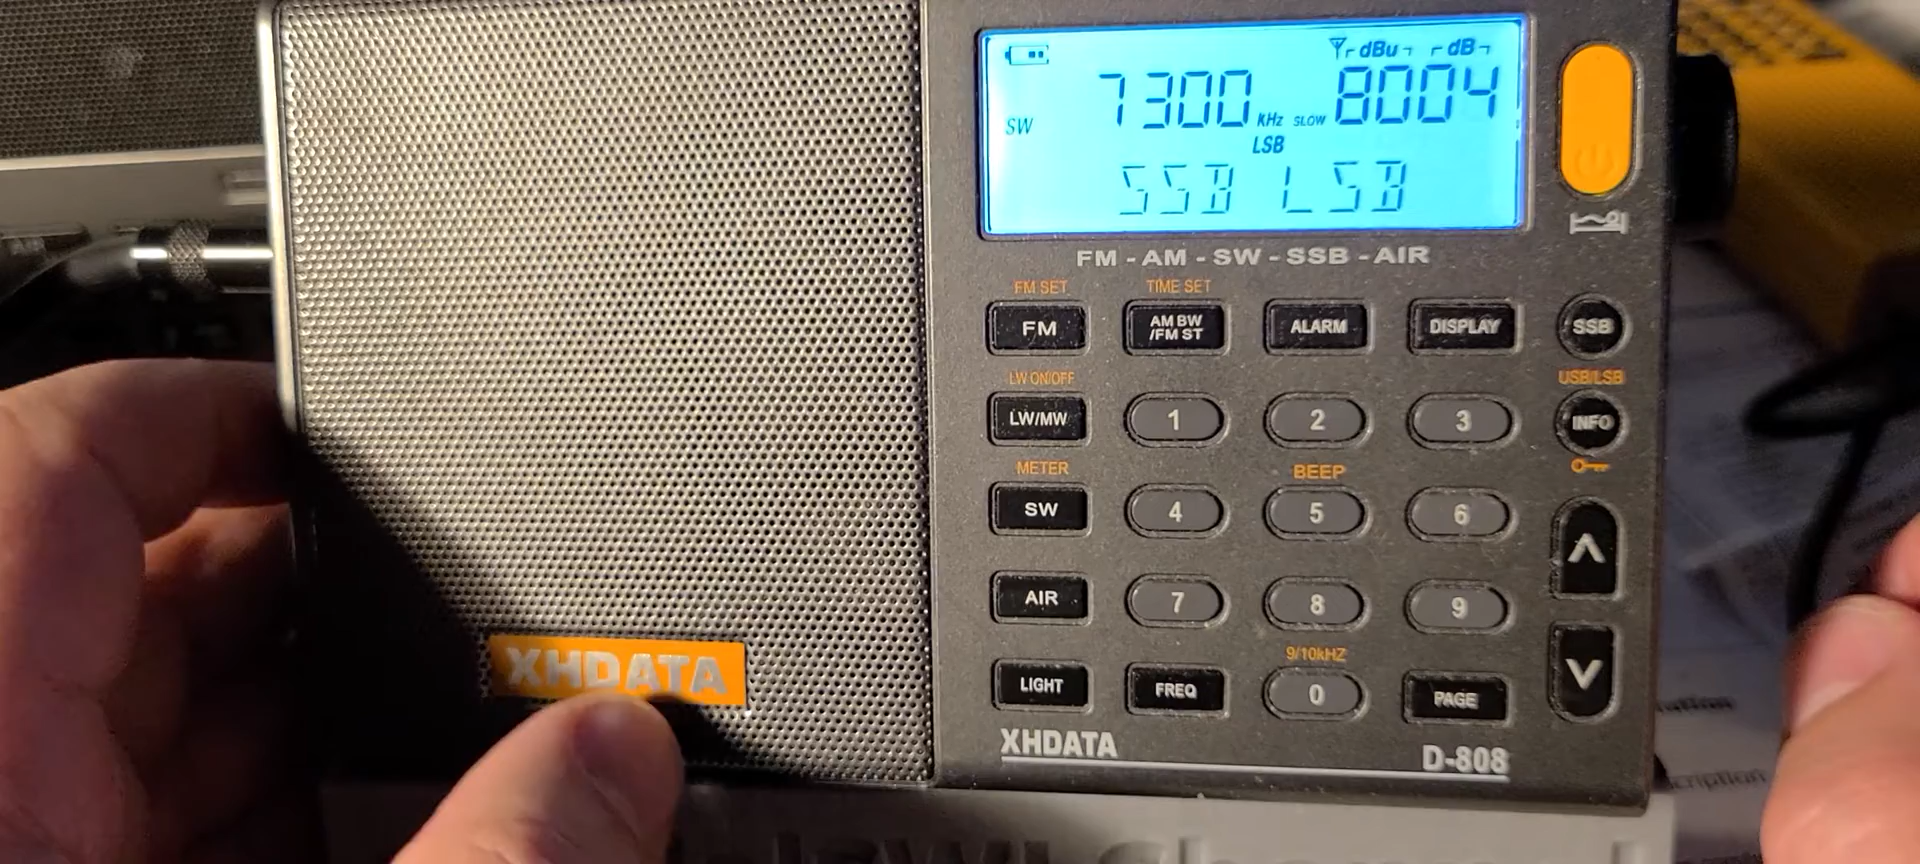 dBu dB
SW 7300 kHz SLOW 8004
LSB
SSB LSB
FM - AM - SW - SSB - AIR
FM SET TIME SET
FM AM BW /FM ST ALARM DISPLAY SSB
LW ON/OFF USB/LSB
LW/MW 1 2 3 INFO
METER BEEP
SW 4 5 6
AIR 7 8 9
9/10kHZ
LIGHT FREQ 0 PAGE
XHDATA
XHDATA D-808